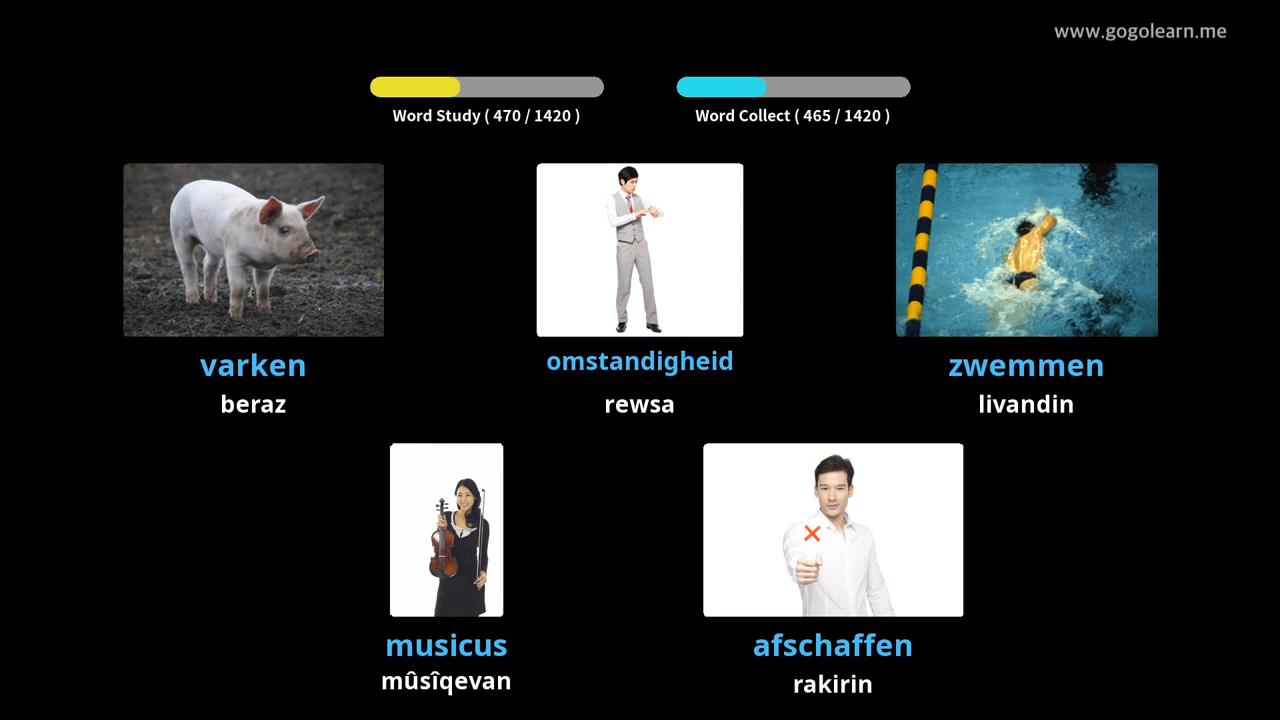 www.gogolearn.me
Word Study ( 470 / 1420 )
Word Collect ( 465 / 1420 )
varken
omstandigheid
zwemmen
beraz
rewsa
livandin
musicus
afschaffen
mûsîqevan
rakirin